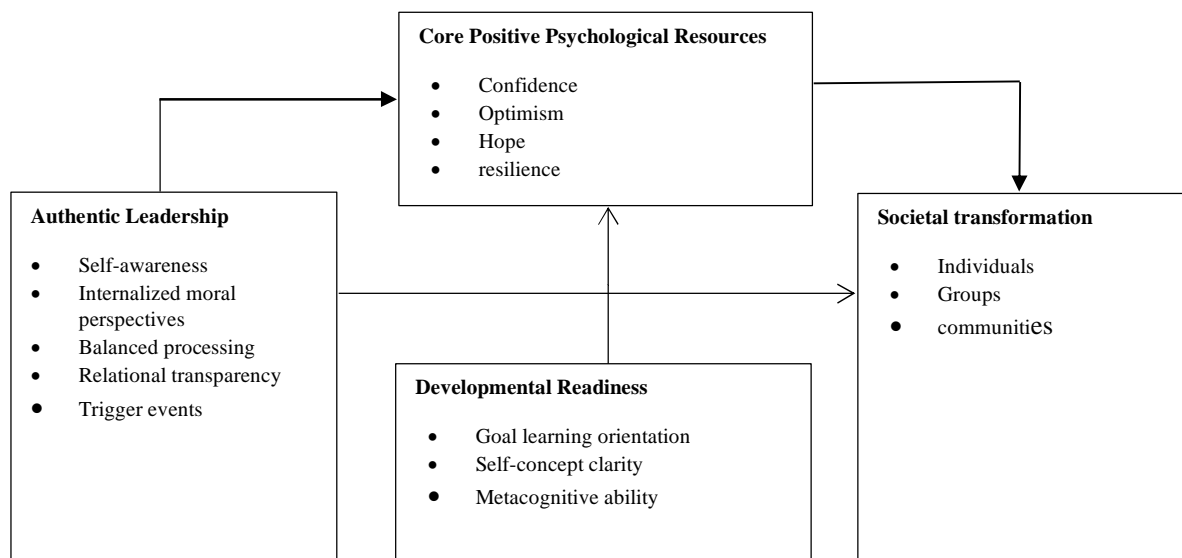 Core Positive Psychological Resources
• Confidence
• Optimism
• Hope
• resilience
Authentic Leadership
• Self-awareness
• Internalized moral
perspectives
• Balanced processing
• Relational transparency
• Trigger events
Developmental Readiness
• Goal learning orientation
• Self-concept clarity
• Metacognitive ability
Societal transformation
• Individuals
• Groups
• communities